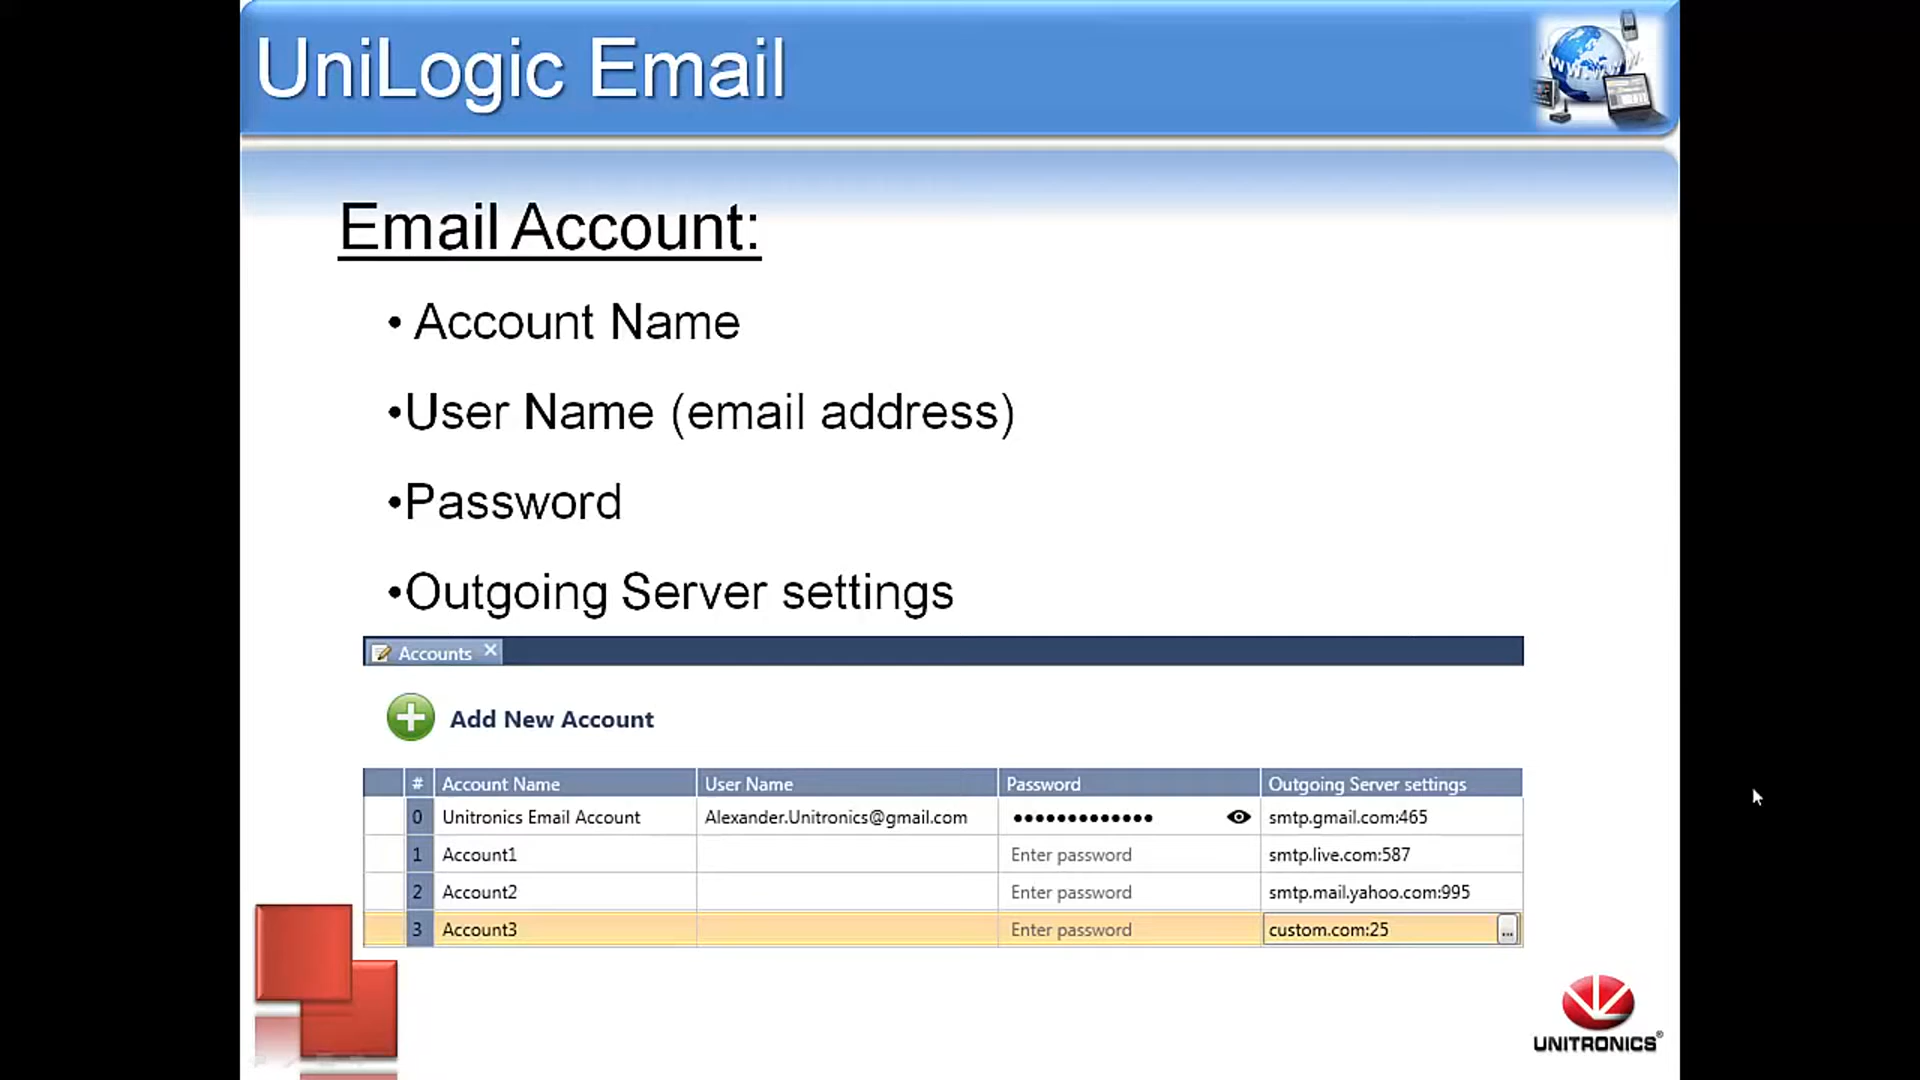 UniLogic Email
Email Account:
• Account Name
•User Name (email address)
•Password
•Outgoing Server settings
Accounts
Add New Account
# Account Name User Name Password Outgoing Server settings
0 Unitronics Email Account Alexander.Unitronics@gmail.com ••••••••••••• smtp.gmail.com:465
1 Account1 Enter password smtp.live.com:587
2 Account2 Enter password smtp.mail.yahoo.com:995
3 Account3 Enter password custom.com:25 ...
UNITRONICS®